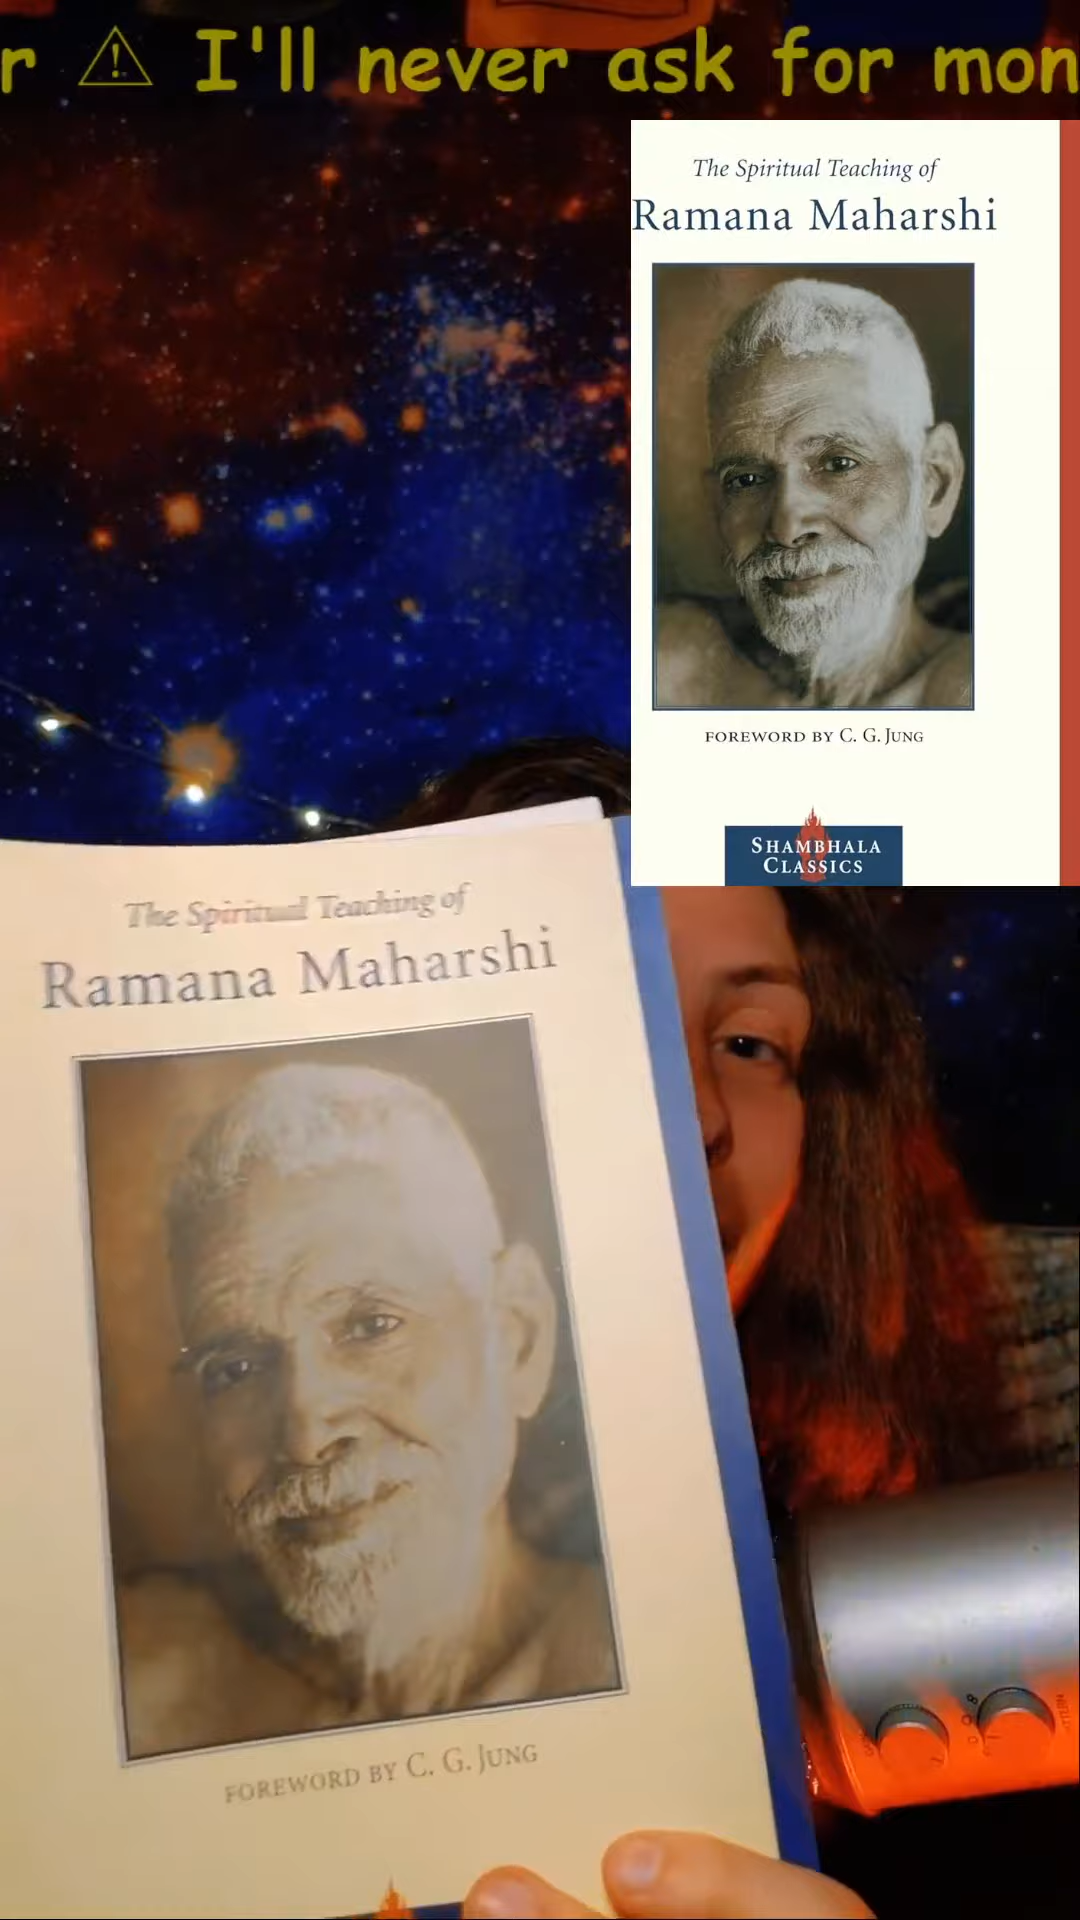 r ⚠ I'll never ask for mon
The Spiritual Teaching of
Ramana Maharshi
FOREWORD BY C. G. JUNG
SHAMBHALA
CLASSICS
The Spiritual Teaching of
Ramana Maharshi
FOREWORD BY C. G. JUNG